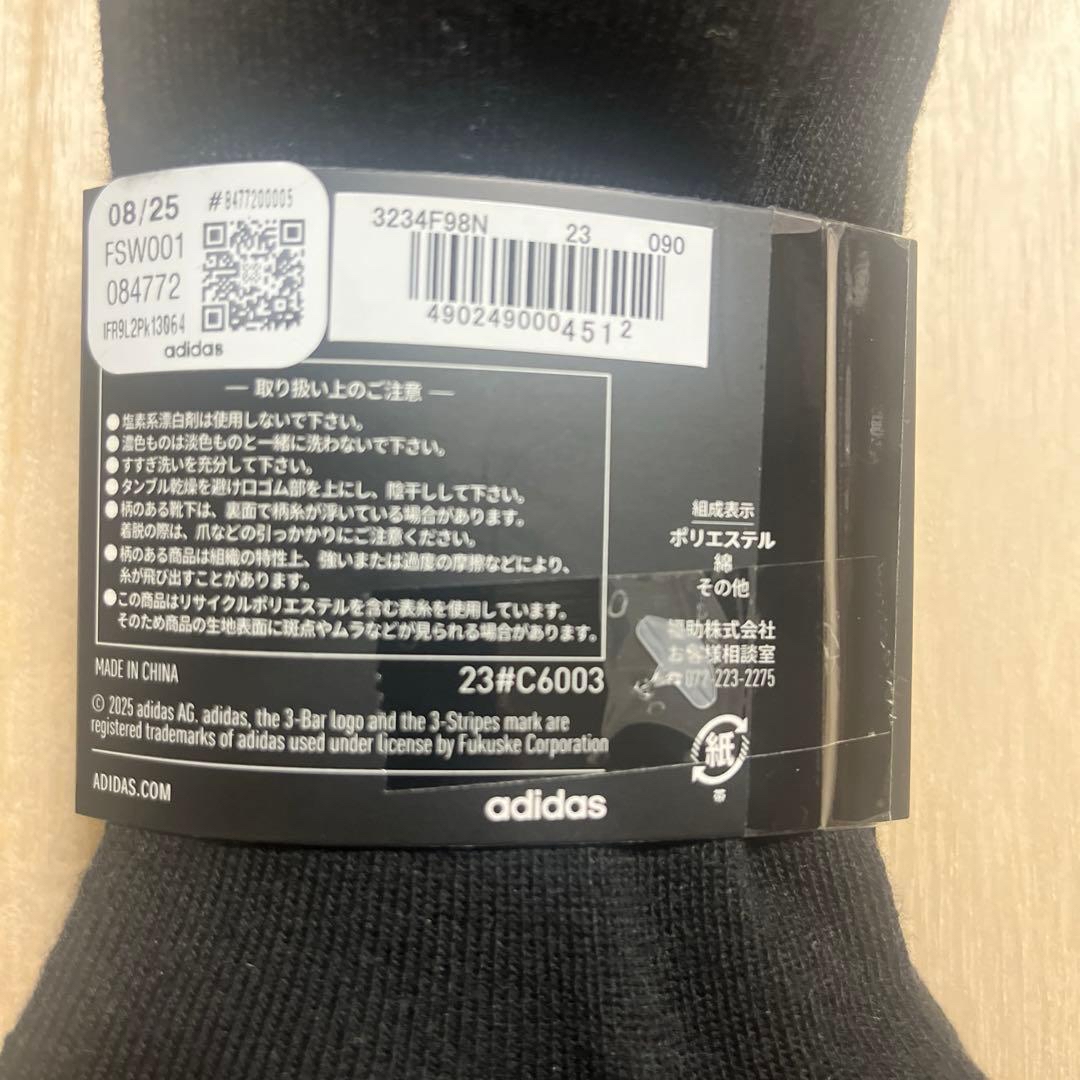 08/25
#8477200005
FSW001
084772
IFR9L2Pk13064
adidas
3234F98N 23 090
4902490004512
取り扱い上のご注意
●塩素系漂白剤は使用しないで下さい。
●濃色ものは淡色ものと一緒に洗わないで下さい。
●すすぎ洗いを充分して下さい。
●タンブル乾燥を避け口ゴム部を上にし、陰干しして下さい。
●柄のある靴下は、裏面で柄糸が浮いている場合があります。
着脱の際は、爪などの引っかかりにご注意ください。
●柄のある商品は組織の特性上、強いまたは過度の摩擦などにより、
糸が飛び出すことがあります。
●この商品はリサイクルポリエステルを含む表糸を使用しています。
そのため商品の生地表面に斑点やムラなどが見られる場合があります。
MADE IN CHINA
23#C6003
© 2025 adidas AG. adidas, the 3-Bar logo and the 3-Stripes mark are
registered trademarks of adidas used under license by Fukuske Corporation
ADIDAS.COM
adidas
組成表示
ポリエステル
綿
その他
福助株式会社
お客様相談室
072-223-2275
紙
帯